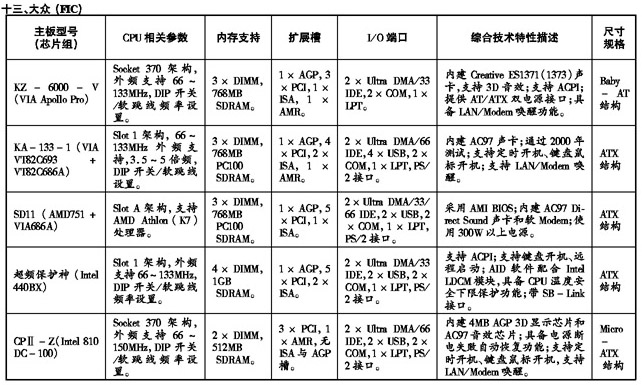 十三、大众 (FIC)
主板型号
(芯片组)
CPU 相关参数
内存支持
扩展槽
I/O 端口
综合技术特性描述
尺寸
规格
KZ - 6000 - V
(VIA Apollo Pro)
Socket 370 架构，
外频支持 66~
133MHz, DIP 开关
/软跳线频率设
置。
3× DIMM,
768MB
SDRAM。
1× AGP, 3
× PCI, 1×
ISA, 1×
AMR。
2× Ultra DMA/33
IDE, 2× COM, 1×
LPT。
内建 Creative ES1371(1373)声
卡，支持 3D 音效；支持 ACPI；
提供 AT/ATX 双电源接口；具
备 LAN/Modem 唤醒功能。
Baby
- AT
结构
KA-133-1 (VIA
VT82C693 +
VT82C686A)
Slot 1 架构，66~
133MHz 外频支
持，3.5~5 倍频，
DIP 开关/软跳线
设置。
3× DIMM,
768MB
PC100
SDRAM。
1× AGP, 4
× PCI, 2×
ISA, 1×
AMR。
2× Ultra DMA/66
IDE, 4× USB, 2×
COM, 1× LPT, PS/
2 接口。
内建 AC97 声卡；通过 2000 年
测试；支持定时开机、键盘鼠
标开机；支持 LAN/Modem 唤
醒。
ATX
结构
SD11 (AMD751 +
VIA686A)
Slot A 架构，支持
AMD Athlon (K7)
处理器。
3× DIMM,
768MB
PC100
SDRAM。
1× AGP, 5
× PCI, 1×
ISA。
2× Ultra DMA/33/
66 IDE, 2× USB, 2
× COM, 1× LPT,
PS/2 接口。
采用 AMI BIOS；内建 AC97 Di-
rect Sound 声卡和软 Modem；使
用 300W 以上电源。
ATX
结构
超频保护神 (Intel
440BX)
Slot 1 架构，外频
支持 66~133MHz,
DIP 开关/软跳线
频率设置。
4× DIMM,
1GB
SDRAM。
1× AGP, 5
× PCI, 2×
ISA。
2× Ultra DMA/33
IDE, 2× USB, 2×
COM, 1× LPT, PS/2
接口。
支持 ACPI；支持键盘开机、远
程启动；AID 软件配合 Intel
LDCM 模块，具备 CPU 温度安
全下限保护功能；带 SB-Link
接口。
ATX
结构
CPⅡ-Z(Intel 810
DC-100)
Socket 370 架构，
外频支持 66~
150MHz, DIP 开关
/软跳线频率设
置。
2× DIMM,
512MB
SDRAM。
3× PCI, 1
× AMR, 无
ISA 与 AGP
槽。
2× Ultra DMA/66
IDE, 2× USB, 2×
COM, 1× LPT, PS/
2 接口。
内建 4MB AGP 3D 显示芯片和
AC97 音效芯片；具备电源断
电失败自动恢复功能；支持定
时开机、键盘鼠标开机，支持
LAN/Modem 唤醒。
Micro -
ATX
结构